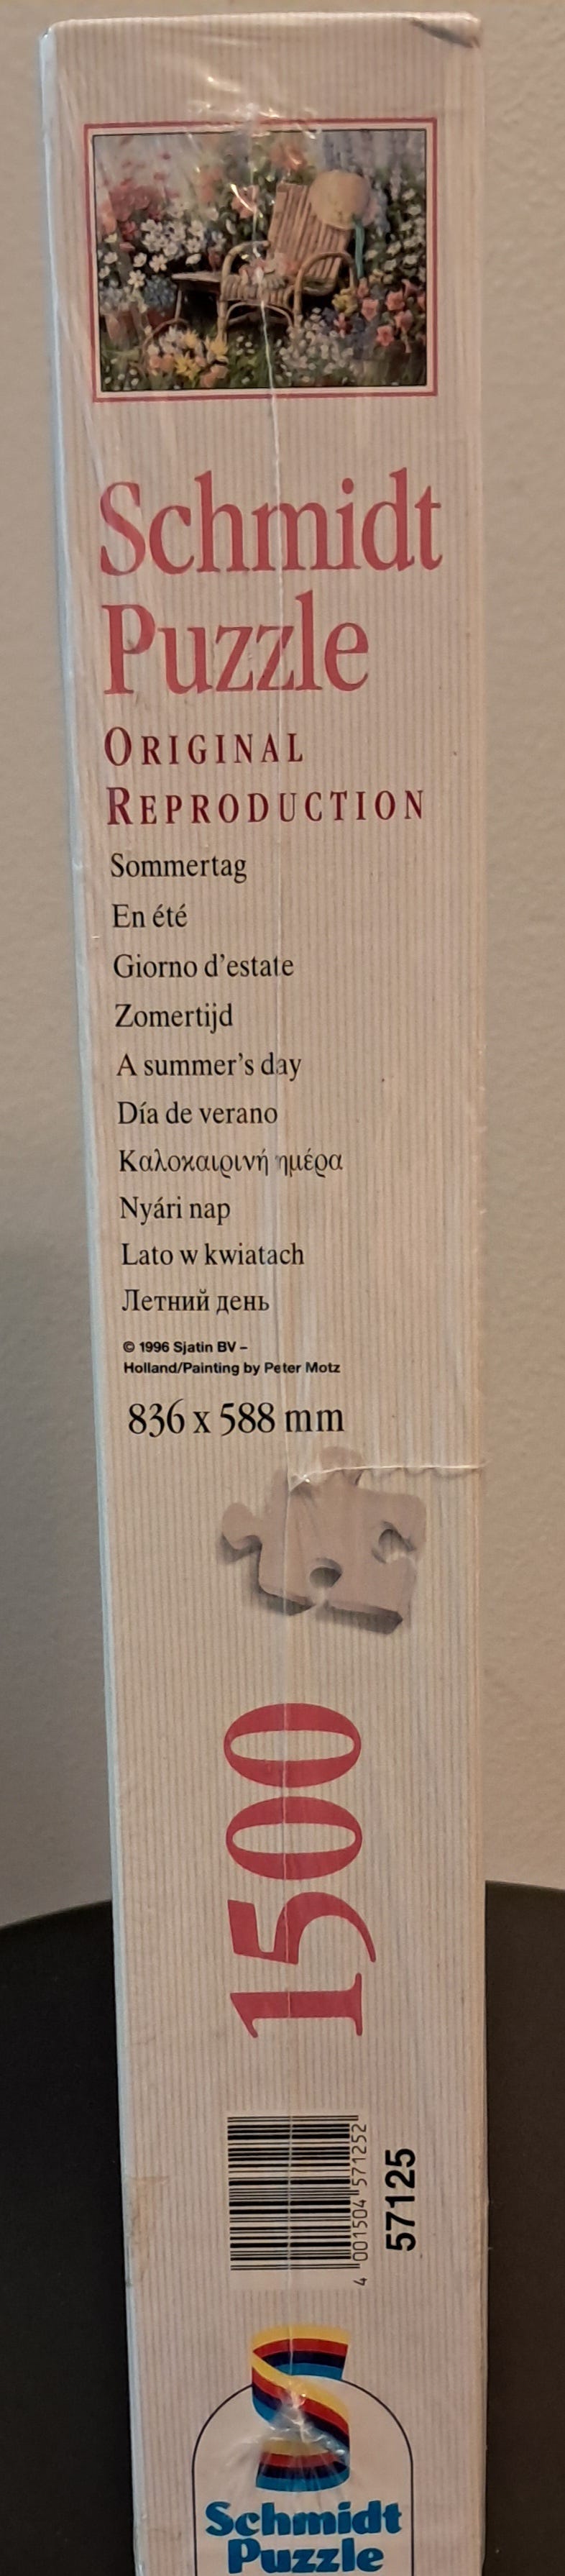 Schmidt
Puzzle
ORIGINAL
REPRODUCTION
Sommertag
En été
Giorno d'estate
Zomertijd
A summer's day
Día de verano
Καλοκαιρινή ημέρα
Nyári nap
Lato w kwiatach
Летний день
© 1996 Sjatin BV –
Holland/Painting by Peter Motz
836 x 588 mm
1500
4 001504 571252
57125
Schmidt
Puzzle